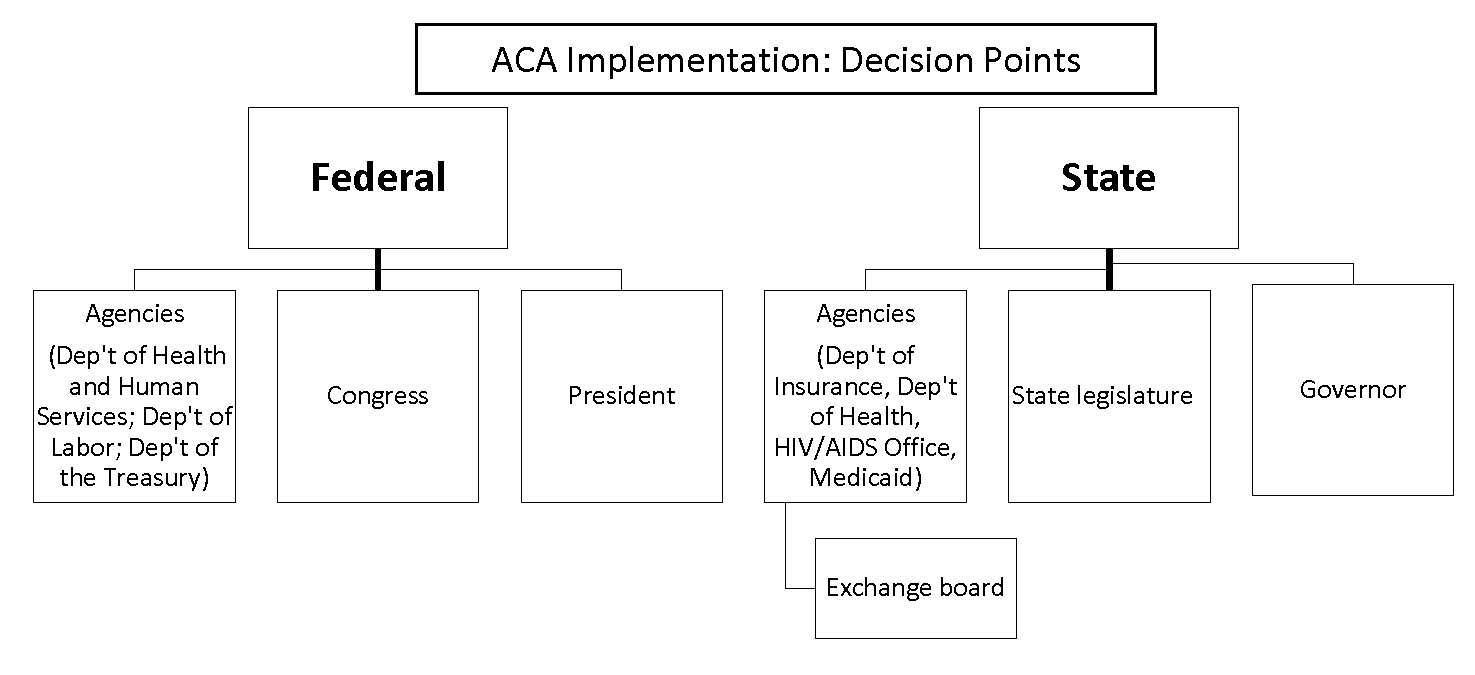 ACA Implementation: Decision Points
Federal
State
Agencies
(Dep't of Health
and Human
Services; Dep't of
Labor; Dep't of
the Treasury)
Congress
President
Agencies
(Dep't of
Insurance, Dep't
of Health,
HIV/AIDS Office,
Medicaid)
State legislature
Governor
Exchange board